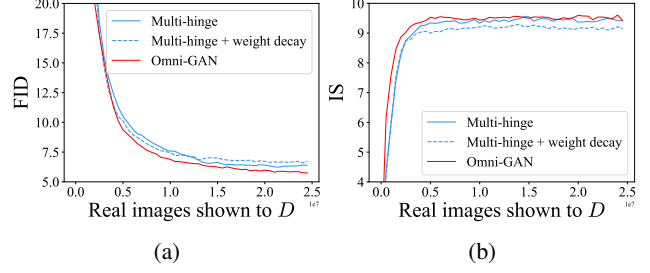 20.0
17.5
15.0
12.5
10.0
7.5
5.0
FID
Multi-hinge
Multi-hinge + weight decay
Omni-GAN
0.0 0.5 1.0 1.5 2.0 2.5
1e7
Real images shown to D
(a)
10
9
8
7
6
5
4
IS
Multi-hinge
Multi-hinge + weight decay
Omni-GAN
0.0 0.5 1.0 1.5 2.0 2.5
1e7
Real images shown to D
(b)